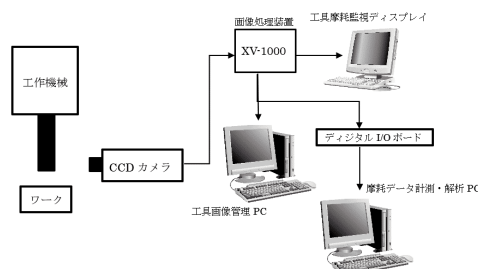 画像処理装置
工具摩耗監視ディスプレイ
XV-1000
工作機械
ディジタル I/O ボード
CCD カメラ
摩耗データ計測・解析 PC
ワーク
工具画像管理 PC